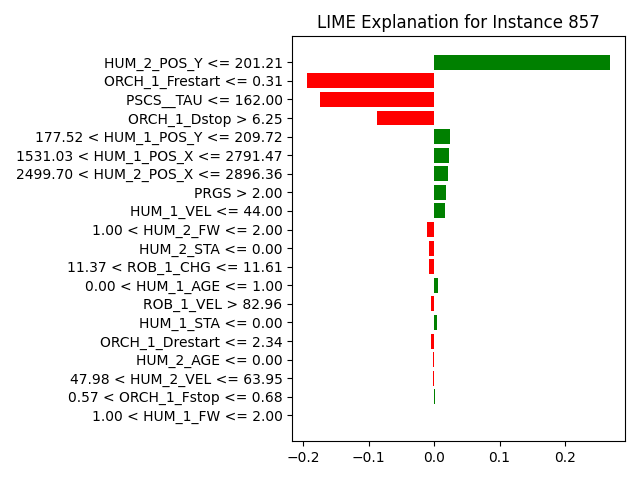 LIME Explanation for Instance 857
HUM_2_POS_Y <= 201.21
ORCH_1_Frestart <= 0.31
PSCS__TAU <= 162.00
ORCH_1_Dstop > 6.25
177.52 < HUM_1_POS_Y <= 209.72
1531.03 < HUM_1_POS_X <= 2791.47
2499.70 < HUM_2_POS_X <= 2896.36
PRGS > 2.00
HUM_1_VEL <= 44.00
1.00 < HUM_2_FW <= 2.00
HUM_2_STA <= 0.00
11.37 < ROB_1_CHG <= 11.61
0.00 < HUM_1_AGE <= 1.00
ROB_1_VEL > 82.96
HUM_1_STA <= 0.00
ORCH_1_Drestart <= 2.34
HUM_2_AGE <= 0.00
47.98 < HUM_2_VEL <= 63.95
0.57 < ORCH_1_Fstop <= 0.68
1.00 < HUM_1_FW <= 2.00
−0.2 −0.1 0.0 0.1 0.2